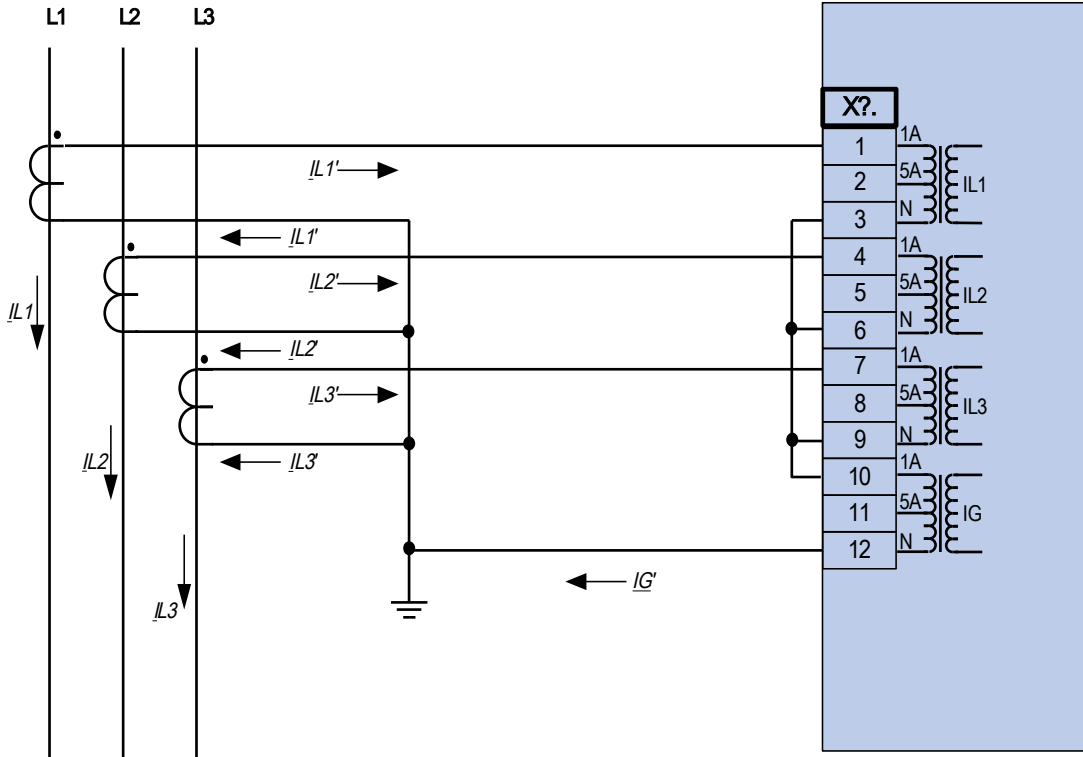 L1 L2 L3
X?.
1 1A
IL1'
2 5A IL1
3 N
IL1'
4 1A
IL2'
5 5A IL2
IL1
6 N
IL2'
7 1A
IL3'
8 5A IL3
9 N
IL2
IL3'
10 1A
11 5A IG
12 N
IG'
IL3